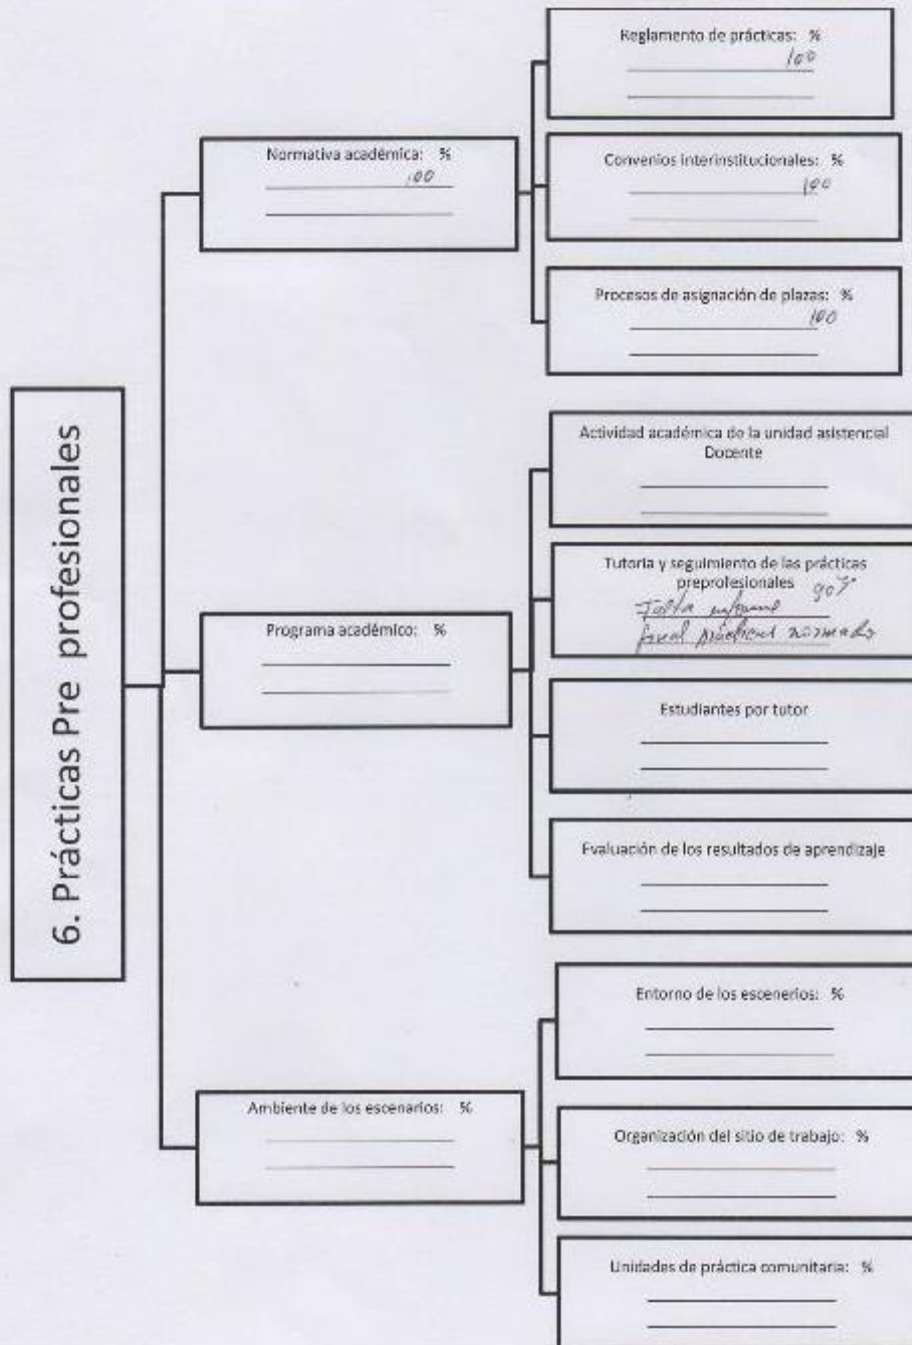 6. Prácticas Pre profesionales
Normativa académica: %
100
Reglamento de prácticas: %
100
Convenios interinstitucionales: %
100
Procesos de asignación de plazas: %
100
Programa académico: %
Actividad académica de la unidad asistencial
Docente
Tutoria y seguimiento de las prácticas
preprofesionales 90%
Falta informe
final prácticas normado
Estudiantes por tutor
Evaluación de los resultados de aprendizaje
Ambiente de los escenarios: %
Entorno de los escenerios: %
Organización del sitio de trabajo: %
Unidades de práctica comunitaria: %